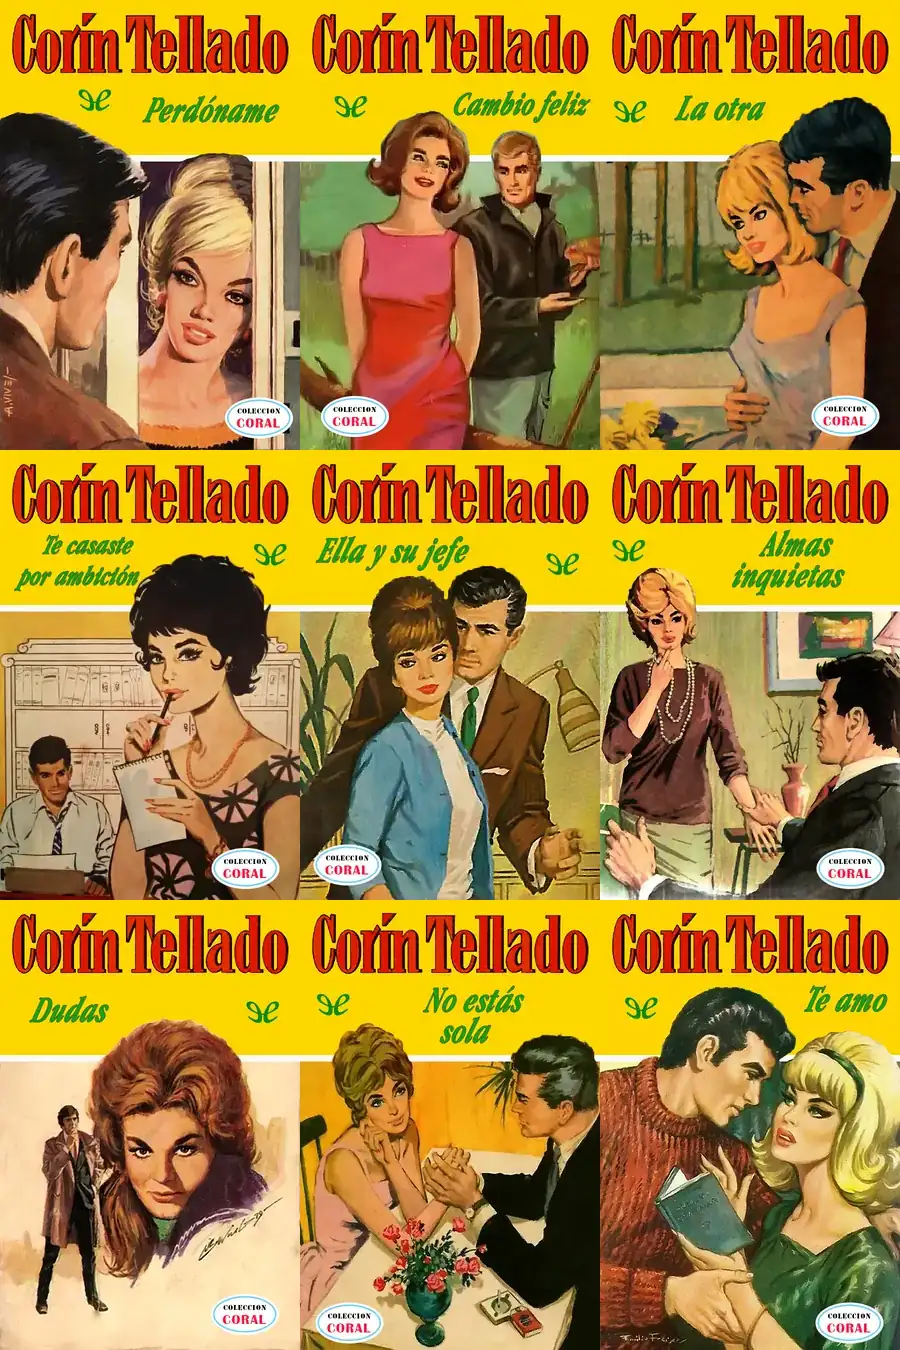 Corín Tellado
Perdóname
COLECCION
CORAL
Corín Tellado
Cambio feliz
COLECCION
CORAL
Corín Tellado
La otra
COLECCION
CORAL
Corín Tellado
Te casaste
por ambición
COLECCION
CORAL
Corín Tellado
Ella y su jefe
COLECCION
CORAL
Corín Tellado
Almas
inquietas
COLECCION
CORAL
Corín Tellado
Dudas
COLECCION
CORAL
Corín Tellado
No estás
sola
COLECCION
CORAL
Corín Tellado
Te amo
COLECCION
CORAL